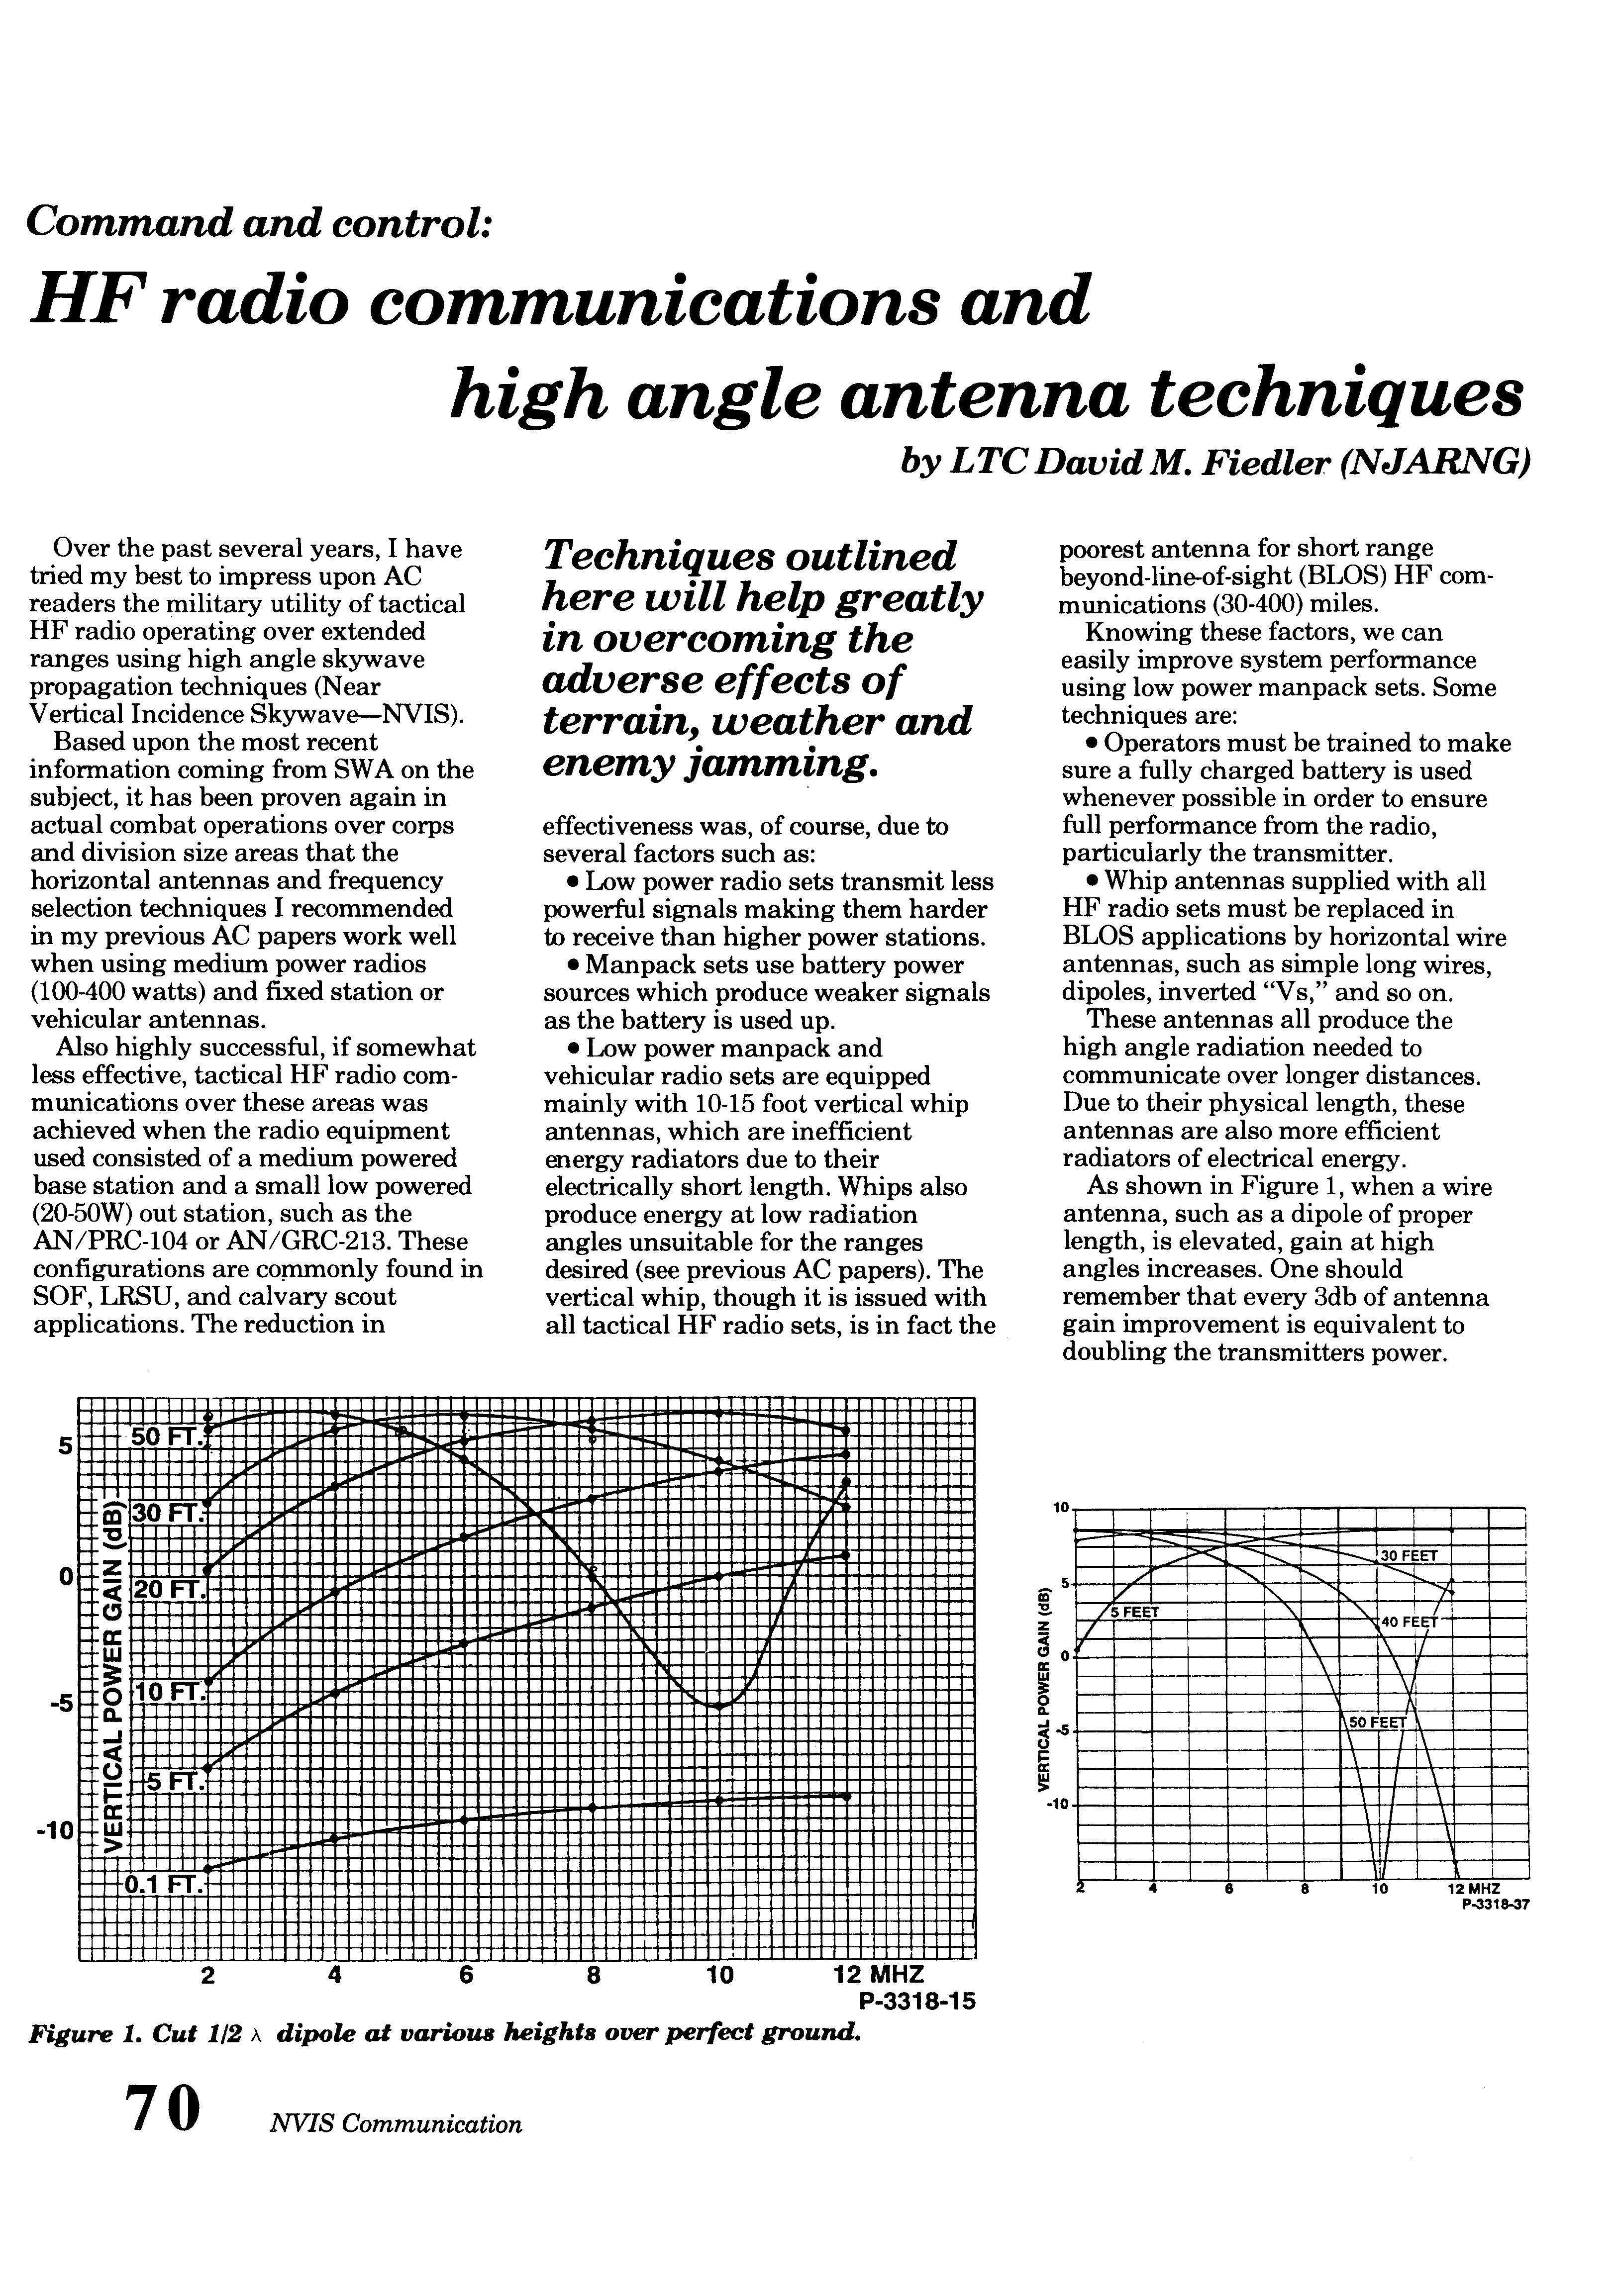 Command and control:
HF radio communications and
high angle antenna techniques
by LTC David M. Fiedler (NJARNG)
Over the past several years, I have
tried my best to impress upon AC
readers the military utility of tactical
HF radio operating over extended
ranges using high angle skywave
propagation techniques (Near
Vertical Incidence Skywave—NVIS).
Based upon the most recent
information coming from SWA on the
subject, it has been proven again in
actual combat operations over corps
and division size areas that the
horizontal antennas and frequency
selection techniques I recommended
in my previous AC papers work well
when using medium power radios
(100-400 watts) and fixed station or
vehicular antennas.
Also highly successful, if somewhat
less effective, tactical HF radio com-
munications over these areas was
achieved when the radio equipment
used consisted of a medium powered
base station and a small low powered
(20-50W) out station, such as the
AN/PRC-104 or AN/GRC-213. These
configurations are commonly found in
SOF, LRSU, and calvary scout
applications. The reduction in
Techniques outlined
here will help greatly
in overcoming the
adverse effects of
terrain, weather and
enemy jamming.
effectiveness was, of course, due to
several factors such as:
• Low power radio sets transmit less
powerful signals making them harder
to receive than higher power stations.
• Manpack sets use battery power
sources which produce weaker signals
as the battery is used up.
• Low power manpack and
vehicular radio sets are equipped
mainly with 10-15 foot vertical whip
antennas, which are inefficient
energy radiators due to their
electrically short length. Whips also
produce energy at low radiation
angles unsuitable for the ranges
desired (see previous AC papers). The
vertical whip, though it is issued with
all tactical HF radio sets, is in fact the
poorest antenna for short range
beyond-line-of-sight (BLOS) HF com-
munications (30-400) miles.
Knowing these factors, we can
easily improve system performance
using low power manpack sets. Some
techniques are:
• Operators must be trained to make
sure a fully charged battery is used
whenever possible in order to ensure
full performance from the radio,
particularly the transmitter.
• Whip antennas supplied with all
HF radio sets must be replaced in
BLOS applications by horizontal wire
antennas, such as simple long wires,
dipoles, inverted “Vs,” and so on.
These antennas all produce the
high angle radiation needed to
communicate over longer distances.
Due to their physical length, these
antennas are also more efficient
radiators of electrical energy.
As shown in Figure 1, when a wire
antenna, such as a dipole of proper
length, is elevated, gain at high
angles increases. One should
remember that every 3db of antenna
gain improvement is equivalent to
doubling the transmitters power.
VERTICAL POWER GAIN (dB)
5
0
-5
-10
50 FT.
30 FT.
20 FT.
10 FT.
5 FT.
0.1 FT.
2 4 6 8 10 12 MHZ
P-3318-15
VERTICAL POWER GAIN (dB)
10
5
0
-5
-10
30 FEET
5 FEET
40 FEET
50 FEET
2 4 6 8 10 12 MHZ
P-3318-37
Figure 1. Cut 1/2 λ dipole at various heights over perfect ground.
70 NVIS Communication